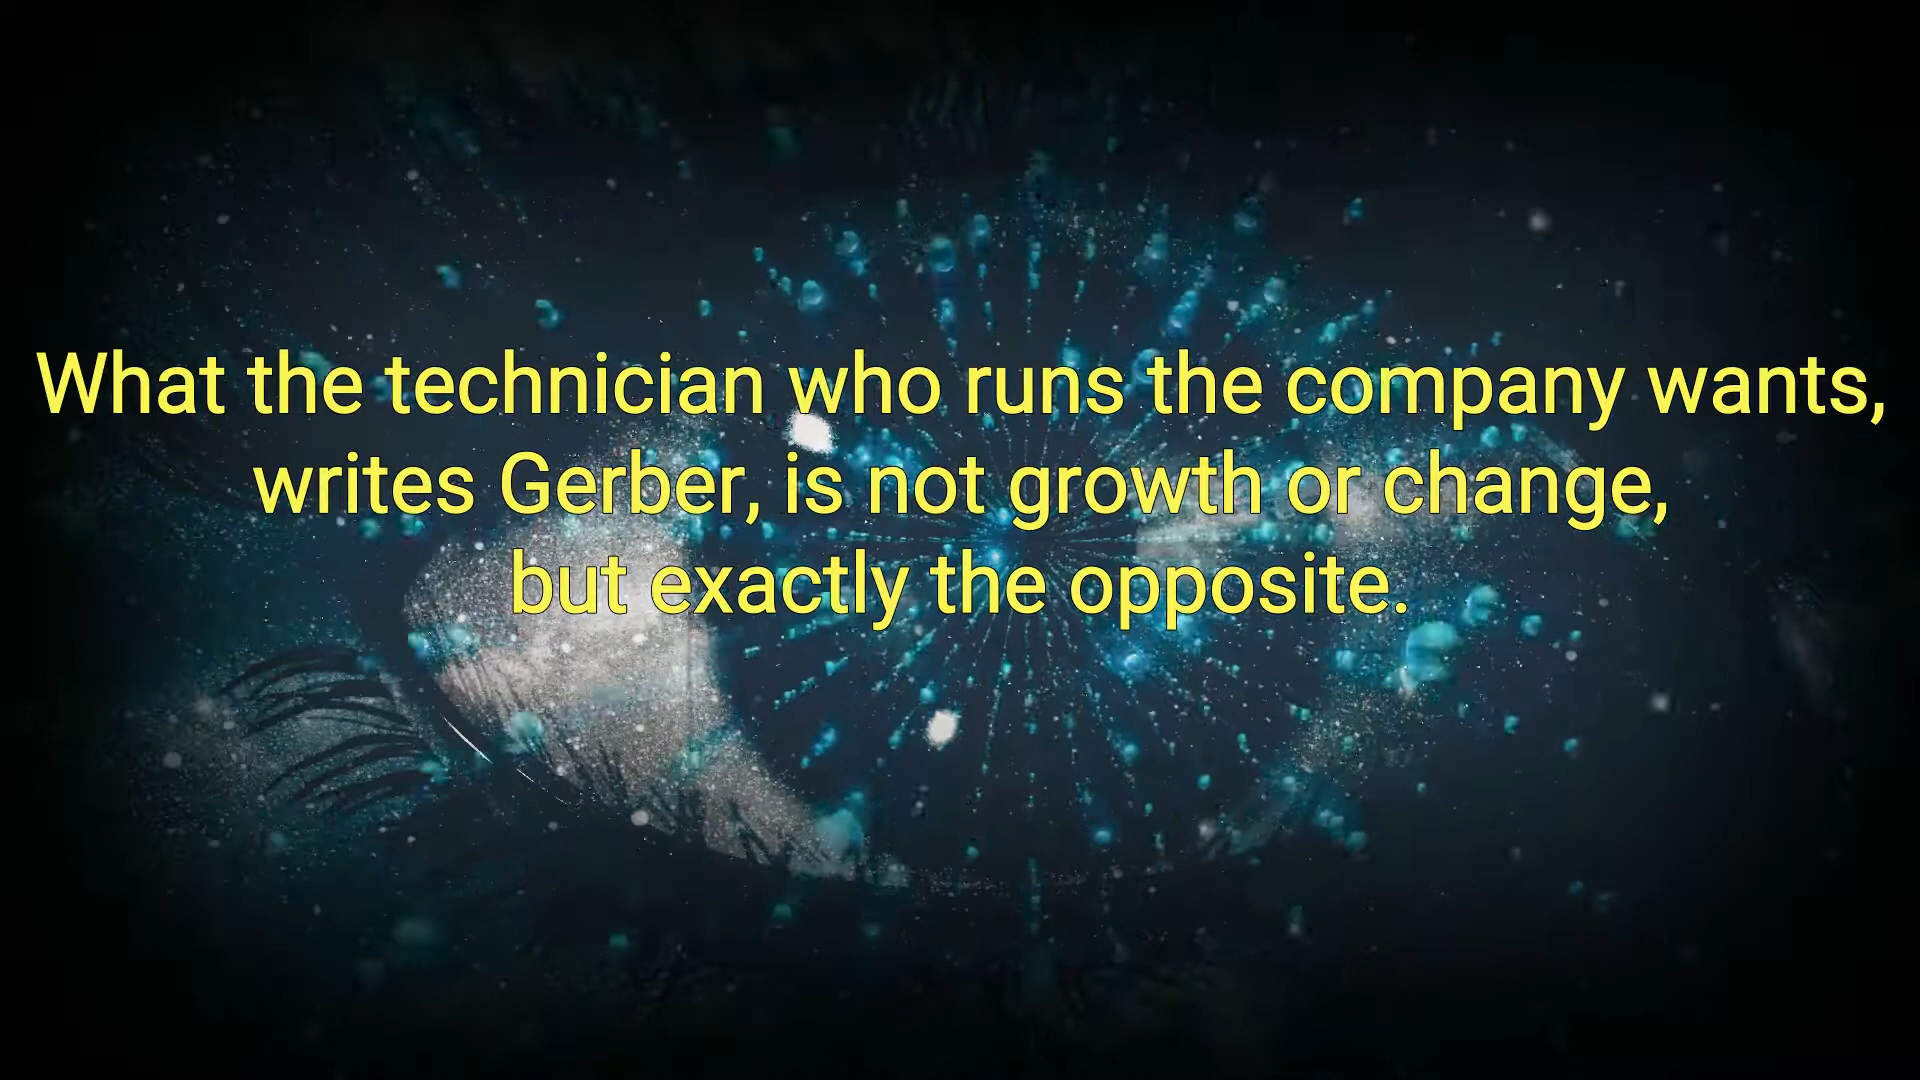 What the technician who runs the company wants,
writes Gerber, is not growth or change,
but exactly the opposite.